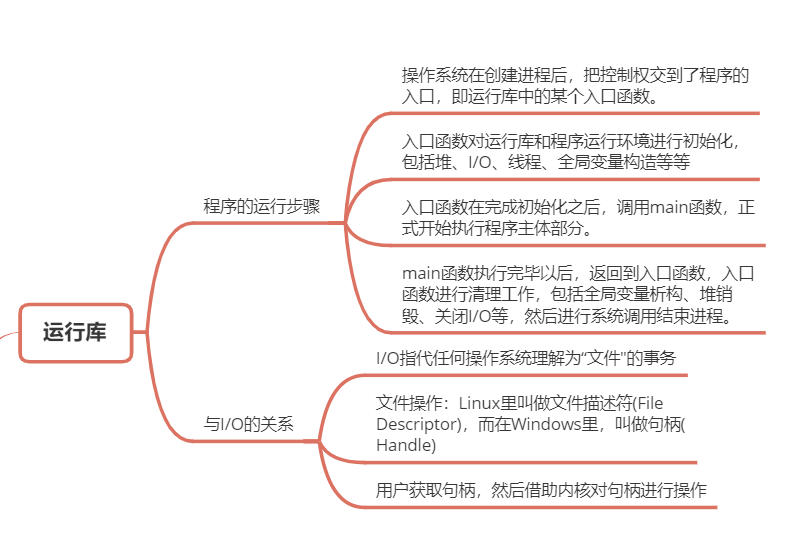 操作系统在创建进程后，把控制权交到了程序的
入口，即运行库中的某个入口函数。
入口函数对运行库和程序运行环境进行初始化，
包括堆、I/O、线程、全局变量构造等等
程序的运行步骤
入口函数在完成初始化之后，调用main函数，正
式开始执行程序主体部分。
main函数执行完毕以后，返回到入口函数，入口
函数进行清理工作，包括全局变量析构、堆销
毁、关闭I/O等，然后进行系统调用结束进程。
运行库
I/O指代任何操作系统理解为“文件"的事务
与I/O的关系
文件操作：Linux里叫做文件描述符(File
Descriptor)，而在Windows里，叫做句柄(
Handle)
用户获取句柄，然后借助内核对句柄进行操作